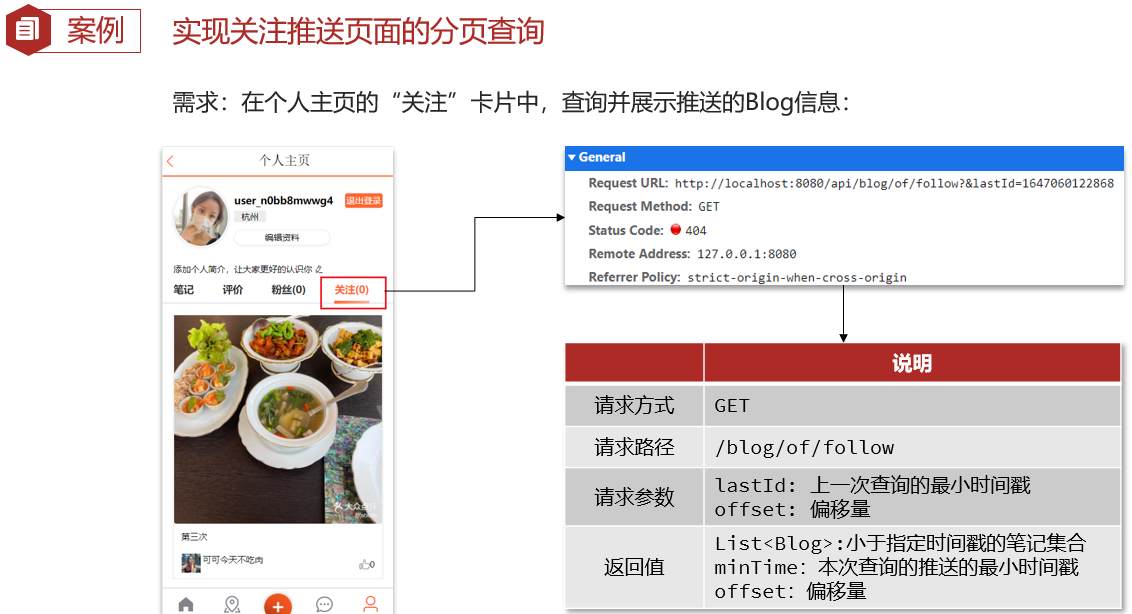 案例
实现关注推送页面的分页查询
需求：在个人主页的“关注”卡片中，查询并展示推送的Blog信息：
个人主页
user_n0bb8mwwg4
退出登录
杭州
编辑资料
添加个人简介，让大家更好的认识你
笔记 评价 粉丝(0) 关注(0)
大众点评
第三次
可可今天不吃肉
0
General
Request URL: http://localhost:8080/api/blog/of/follow?&lastId=1647060122868
Request Method: GET
Status Code: 404
Remote Address: 127.0.0.1:8080
Referrer Policy: strict-origin-when-cross-origin
说明
请求方式 GET
请求路径 /blog/of/follow
请求参数
lastId: 上一次查询的最小时间戳
offset: 偏移量
返回值
List<Blog>:小于指定时间戳的笔记集合
minTime: 本次查询的推送的最小时间戳
offset: 偏移量